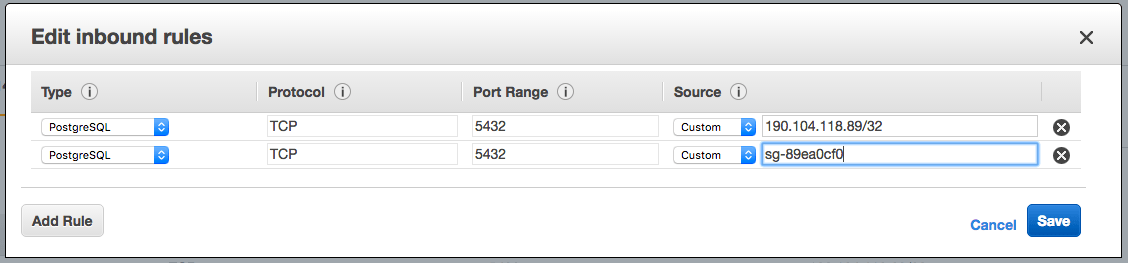 Edit inbound rules
Type Protocol Port Range Source
PostgreSQL TCP 5432 Custom 190.104.118.89/32
PostgreSQL TCP 5432 Custom sg-89ea0cf0
Add Rule Cancel Save